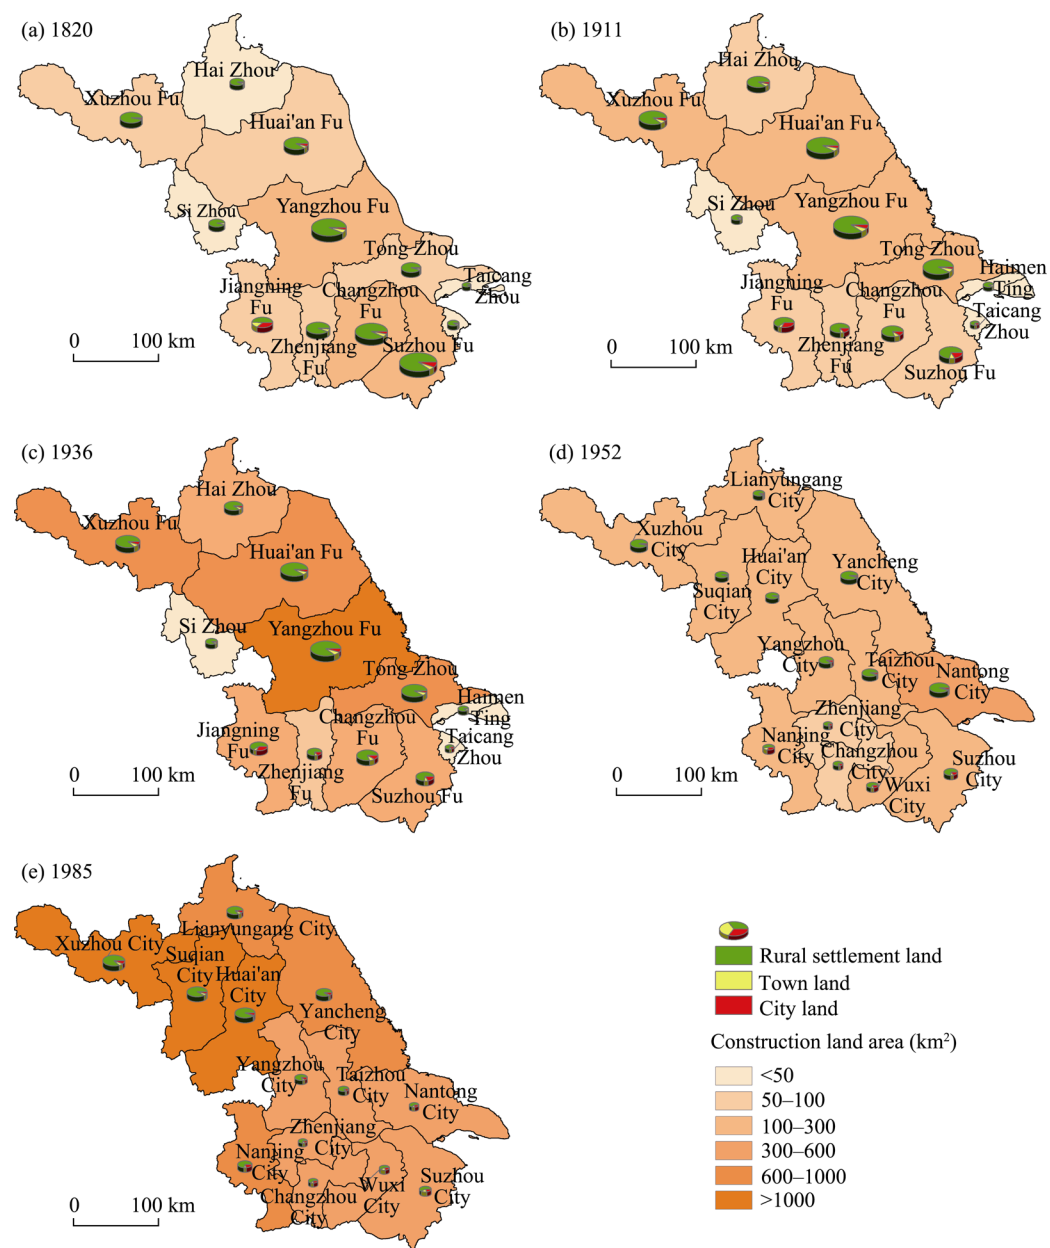 (a) 1820
Hai Zhou
Xuzhou Fu
Huai'an Fu
Si Zhou
Yangzhou Fu
Tong Zhou
Taicang
Zhou
Jiangning
Fu
Changzhou
Fu
Zhenjiang
Fu
Suzhou Fu
0 100 km
(b) 1911
Hai Zhou
Xuzhou Fu
Huai'an Fu
Si Zhou
Yangzhou Fu
Tong Zhou
Haimen
Ting
Jiangning
Fu
Changzhou
Fu
Taicang
Zhou
Zhenjiang
Fu
Suzhou Fu
0 100 km
(c) 1936
Hai Zhou
Xuzhou Fu
Huai'an Fu
Si Zhou
Yangzhou Fu
Tong Zhou
Haimen
Ting
Jiangning
Fu
Changzhou
Fu
Taicang
Zhou
Zhenjiang
Fu
Suzhou Fu
0 100 km
(d) 1952
Lianyungang
City
Xuzhou
City
Huai'an
City
Suqian
City
Yancheng
City
Yangzhou
City
Taizhou
City
Nantong
City
Zhenjiang
City
Nanjing
City
Changzhou
City
Wuxi
City
Suzhou
City
0 100 km
(e) 1985
Lianyungang City
Xuzhou City
Suqian
City
Huai'an
City
Yancheng
City
Yangzhou
City
Taizhou
City
Nantong
City
Zhenjiang
City
Nanjing
City
Changzhou
City
Wuxi
City
Suzhou
City
0 100 km
Rural settlement land
Town land
City land
Construction land area (km²)
<50
50–100
100–300
300–600
600–1000
>1000